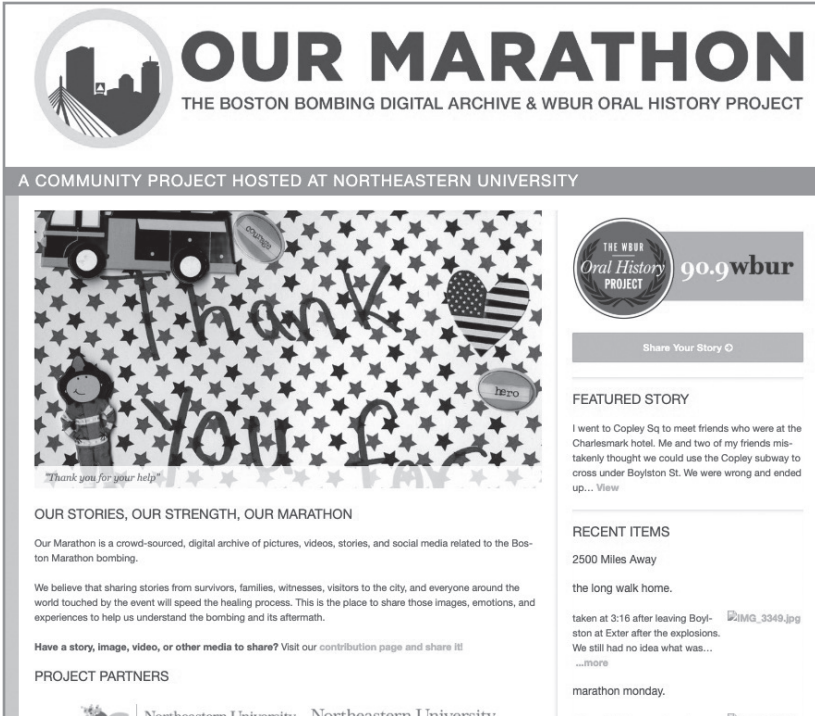 OUR MARATHON
THE BOSTON BOMBING DIGITAL ARCHIVE & WBUR ORAL HISTORY PROJECT
A COMMUNITY PROJECT HOSTED AT NORTHEASTERN UNIVERSITY
courage
Thank
hero
You for
"Thank you for your help"
OUR STORIES, OUR STRENGTH, OUR MARATHON
Our Marathon is a crowd-sourced, digital archive of pictures, videos, stories, and social media related to the Bos-
ton Marathon bombing.
We believe that sharing stories from survivors, families, witnesses, visitors to the city, and everyone around the
world touched by the event will speed the healing process. This is the place to share those images, emotions, and
experiences to help us understand the bombing and its aftermath.
Have a story, image, video, or other media to share? Visit our contribution page and share it!
PROJECT PARTNERS
Northeastern University Northeastern University
THE WBUR
Oral History
PROJECT
90.9wbur
Share Your Story
FEATURED STORY
I went to Copley Sq to meet friends who were at the
Charlesmark hotel. Me and two of my friends mis-
takenly thought we could use the Copley subway to
cross under Boylston St. We were wrong and ended
up... View
RECENT ITEMS
2500 Miles Away
the long walk home.
taken at 3:16 after leaving Boyl-
ston at Exter after the explosions.
We still had no idea what was...
...more
IMG_3349.jpg
marathon monday.